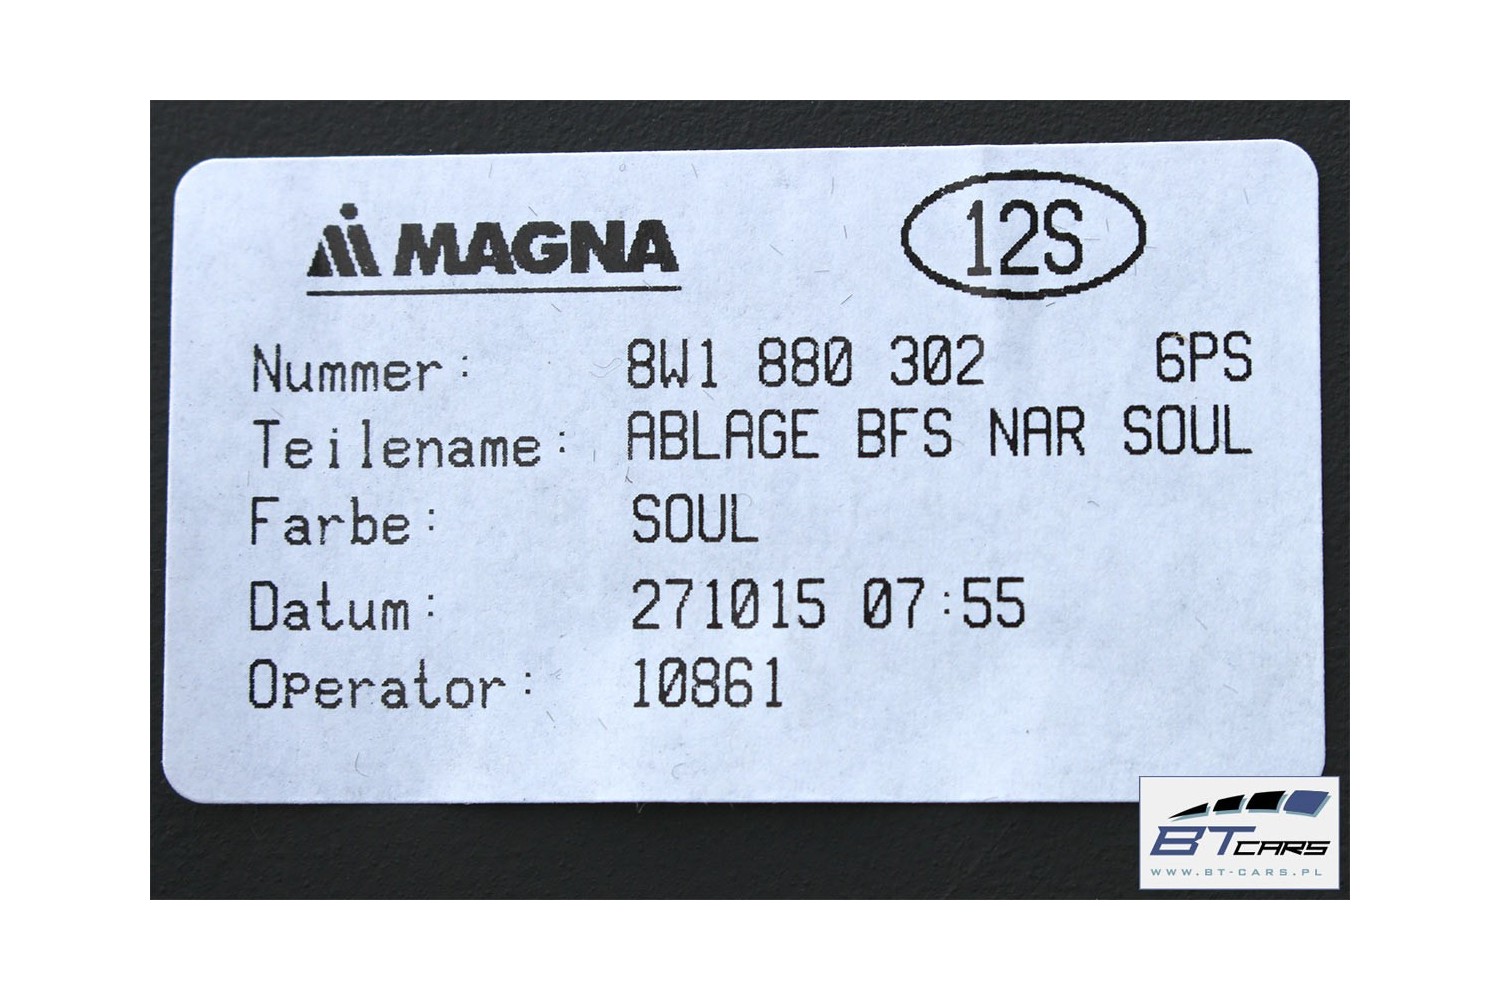 MAGNA
12S
Nummer: 8W1 880 302 6PS
Teilename: ABLAGE BFS NAR SOUL
Farbe: SOUL
Datum: 271015 07:55
Operator: 10861
BT CARS
WWW.BT-CARS.PL